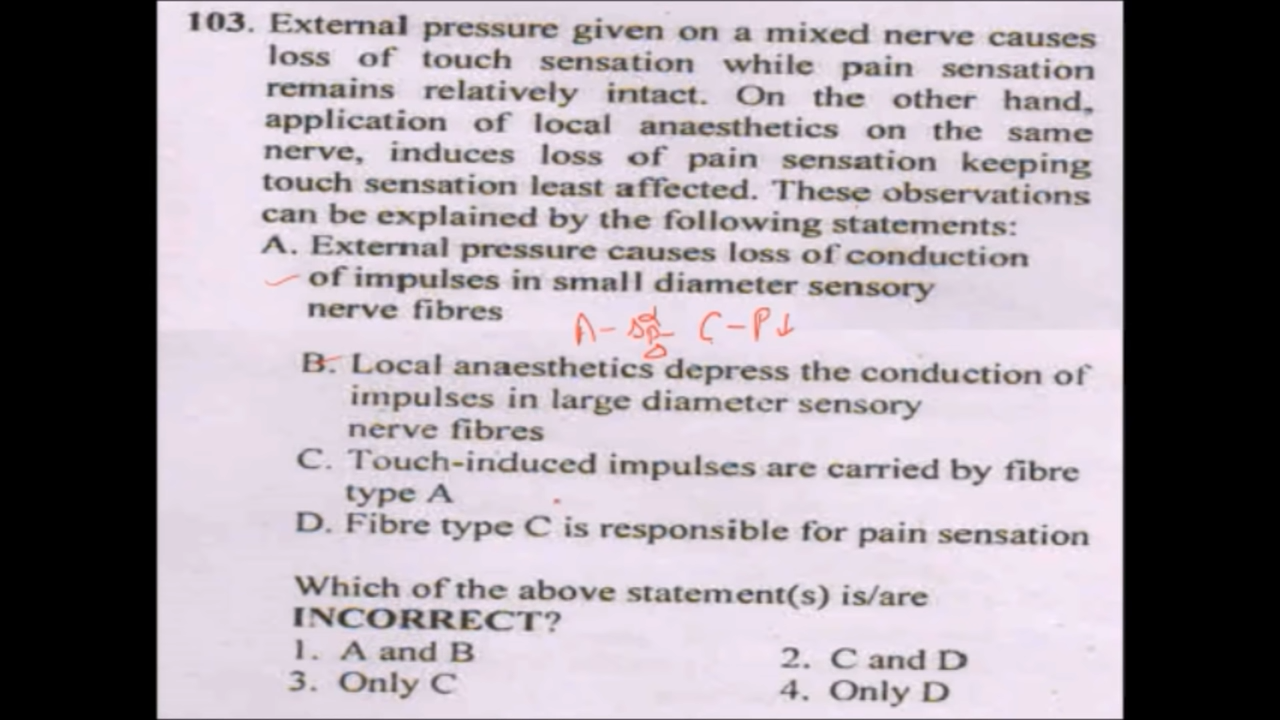 103. External pressure given on a mixed nerve causes
loss of touch sensation while pain sensation
remains relatively intact. On the other hand,
application of local anaesthetics on the same
nerve, induces loss of pain sensation keeping
touch sensation least affected. These observations
can be explained by the following statements:
A. External pressure causes loss of conduction
of impulses in small diameter sensory
nerve fibres
A - C - P↓
B. Local anaesthetics depress the conduction of
impulses in large diameter sensory
nerve fibres
C. Touch-induced impulses are carried by fibre
type A
D. Fibre type C is responsible for pain sensation
Which of the above statement(s) is/are
INCORRECT?
1. A and B 2. C and D
3. Only C 4. Only D